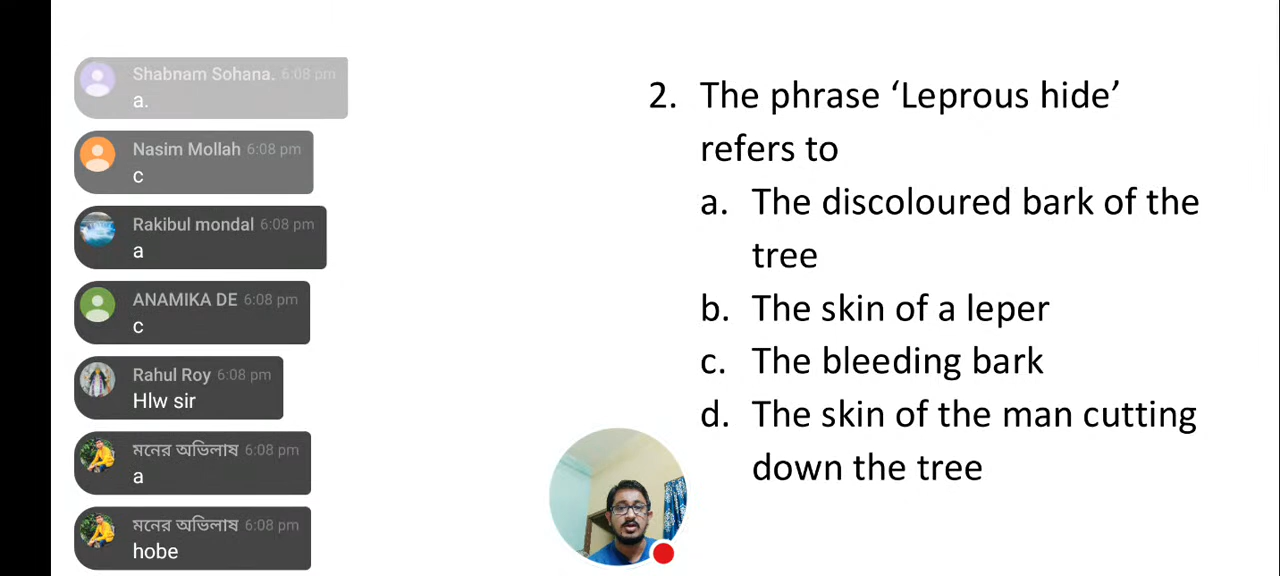 Shabnam Sohana. 6:08 pm
a.
Nasim Mollah 6:08 pm
c
Rakibul mondal 6:08 pm
a
ANAMIKA DE 6:08 pm
c
Rahul Roy 6:08 pm
Hlw sir
মনের অভিলাষ 6:08 pm
a
মনের অভিলাষ 6:08 pm
hobe
2. The phrase ‘Leprous hide’
refers to
a. The discoloured bark of the
tree
b. The skin of a leper
c. The bleeding bark
d. The skin of the man cutting
down the tree